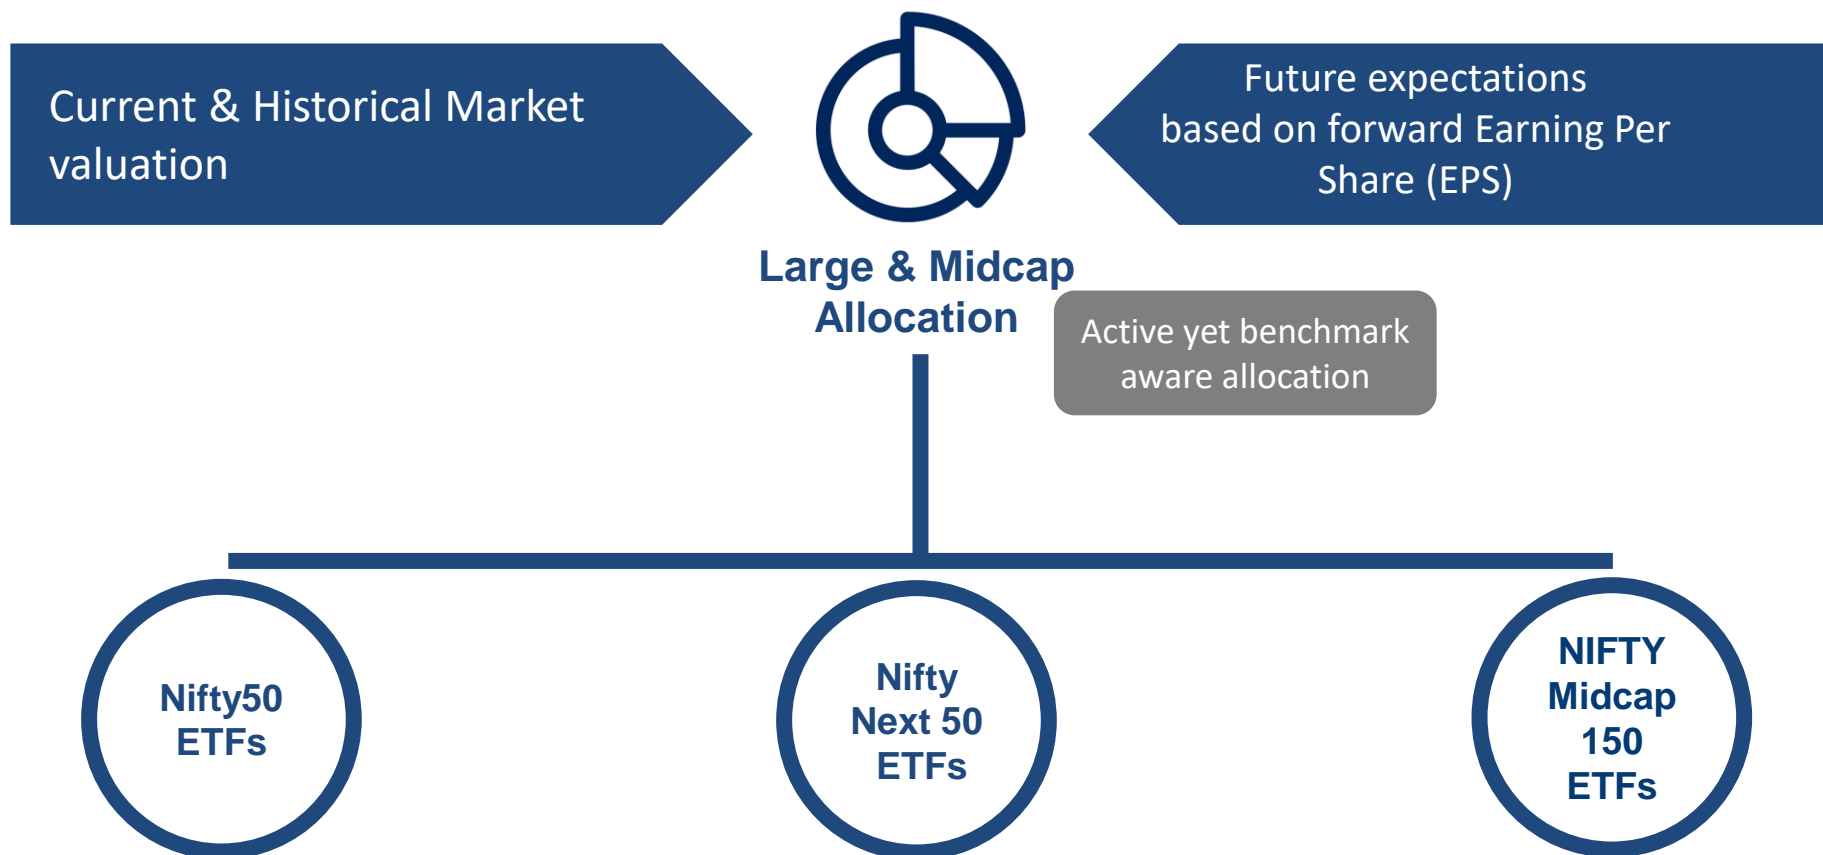 Current & Historical Market
valuation
Future expectations
based on forward Earning Per
Share (EPS)
Large & Midcap
Allocation
Active yet benchmark
aware allocation
Nifty50
ETFs
Nifty
Next 50
ETFs
NIFTY
Midcap
150
ETFs